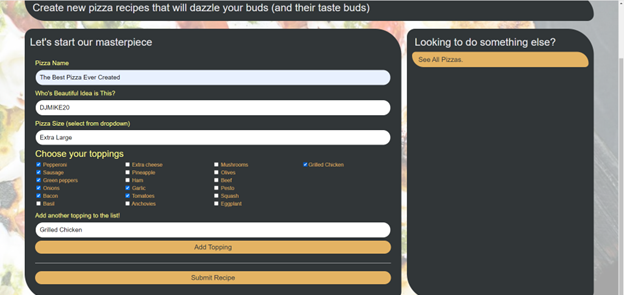 Create new pizza recipes that will dazzle your buds (and their taste buds)
Let's start our masterpiece
Pizza Name
The Best Pizza Ever Created
Who's Beautiful Idea is This?
DJMIKE20
Pizza Size (select from dropdown)
Extra Large
Choose your toppings
Pepperoni Extra cheese Mushrooms Grilled Chicken
Sausage Pineapple Olives
Green peppers Ham Beef
Onions Garlic Pesto
Bacon Tomatoes Squash
Basil Anchovies Eggplant
Add another topping to the list!
Grilled Chicken
Add Topping
Submit Recipe
Looking to do something else?
See All Pizzas.